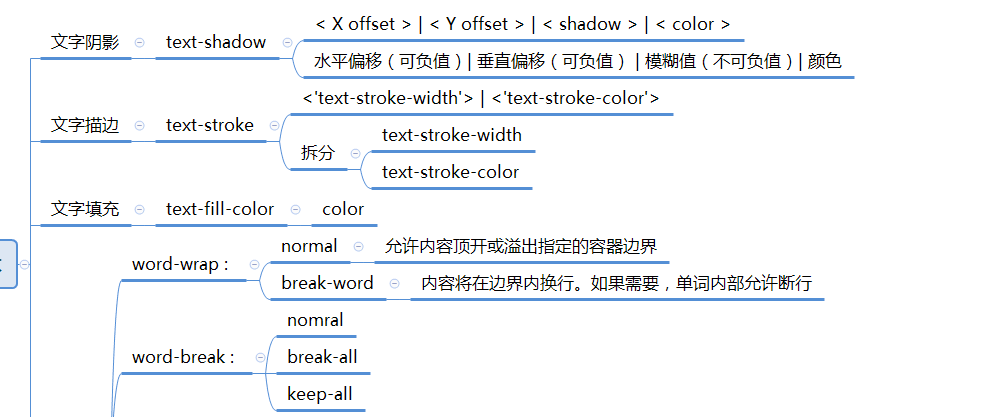 < X offset > | < Y offset > | < shadow > | < color >
文字阴影 text-shadow
水平偏移（可负值）| 垂直偏移（可负值） | 模糊值（不可负值）| 颜色
<'text-stroke-width'> | <'text-stroke-color'>
文字描边 text-stroke
text-stroke-width
拆分
text-stroke-color
文字填充 text-fill-color color
normal 允许内容顶开或溢出指定的容器边界
word-wrap :
break-word 内容将在边界内换行。如果需要，单词内部允许断行
nomral
word-break : break-all
keep-all